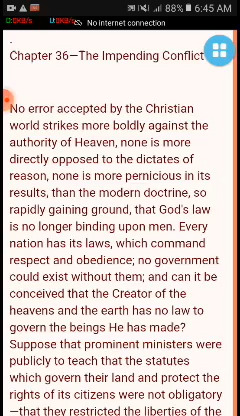 88% 6:45 AM
D:0KB/s U:0KB/s No internet connection
.
Chapter 36—The Impending Conflict
No error accepted by the Christian
world strikes more boldly against the
authority of Heaven, none is more
directly opposed to the dictates of
reason, none is more pernicious in its
results, than the modern doctrine, so
rapidly gaining ground, that God's law
is no longer binding upon men. Every
nation has its laws, which command
respect and obedience; no government
could exist without them; and can it be
conceived that the Creator of the
heavens and the earth has no law to
govern the beings He has made?
Suppose that prominent ministers were
publicly to teach that the statutes
which govern their land and protect the
rights of its citizens were not obligatory
—that they restricted the liberties of the